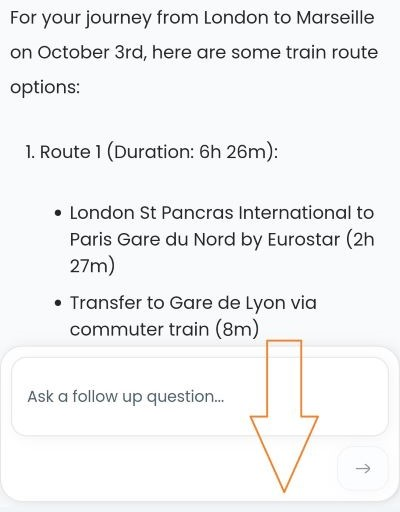 For your journey from London to Marseille
on October 3rd, here are some train route
options:
1. Route 1 (Duration: 6h 26m):
• London St Pancras International to
Paris Gare du Nord by Eurostar (2h
27m)
• Transfer to Gare de Lyon via
commuter train (8m)
Ask a follow up question...